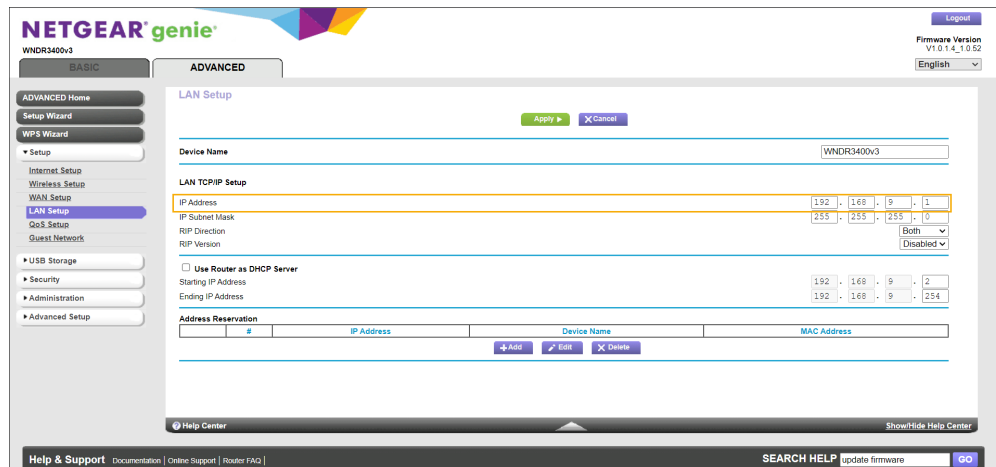 NETGEAR genie
Logout
WNDR3400v3
Firmware Version
V1.0.1.4_1.0.52
BASIC
ADVANCED
English
ADVANCED Home
Setup Wizard
WPS Wizard
Setup
Internet Setup
Wireless Setup
WAN Setup
LAN Setup
QoS Setup
Guest Network
USB Storage
Security
Administration
Advanced Setup
LAN Setup
Apply
Cancel
Device Name WNDR3400v3
LAN TCP/IP Setup
IP Address 192 . 168 . 9 . 1
IP Subnet Mask 255 . 255 . 255 . 0
RIP Direction Both
RIP Version Disabled
Use Router as DHCP Server
Starting IP Address 192 . 168 . 9 . 2
Ending IP Address 192 . 168 . 9 . 254
Address Reservation
# IP Address Device Name MAC Address
Add Edit Delete
Help Center Show/Hide Help Center
Help & Support Documentation | Online Support | Router FAQ | SEARCH HELP update firmware GO